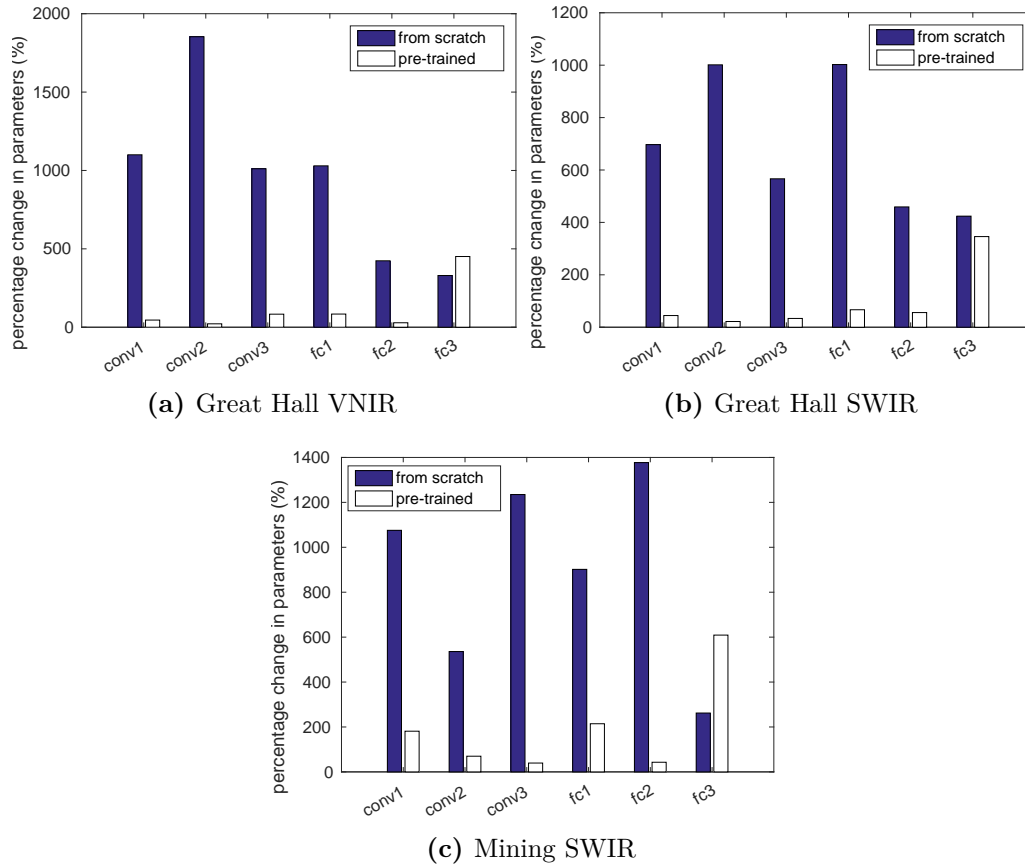 percentage change in parameters (%)
2000
1500
1000
500
0
from scratch
pre-trained
conv1 conv2 conv3 fc1 fc2 fc3
(a) Great Hall VNIR
percentage change in parameters (%)
1200
1000
800
600
400
200
0
from scratch
pre-trained
conv1 conv2 conv3 fc1 fc2 fc3
(b) Great Hall SWIR
percentage change in parameters (%)
1400
1200
1000
800
600
400
200
0
from scratch
pre-trained
conv1 conv2 conv3 fc1 fc2 fc3
(c) Mining SWIR